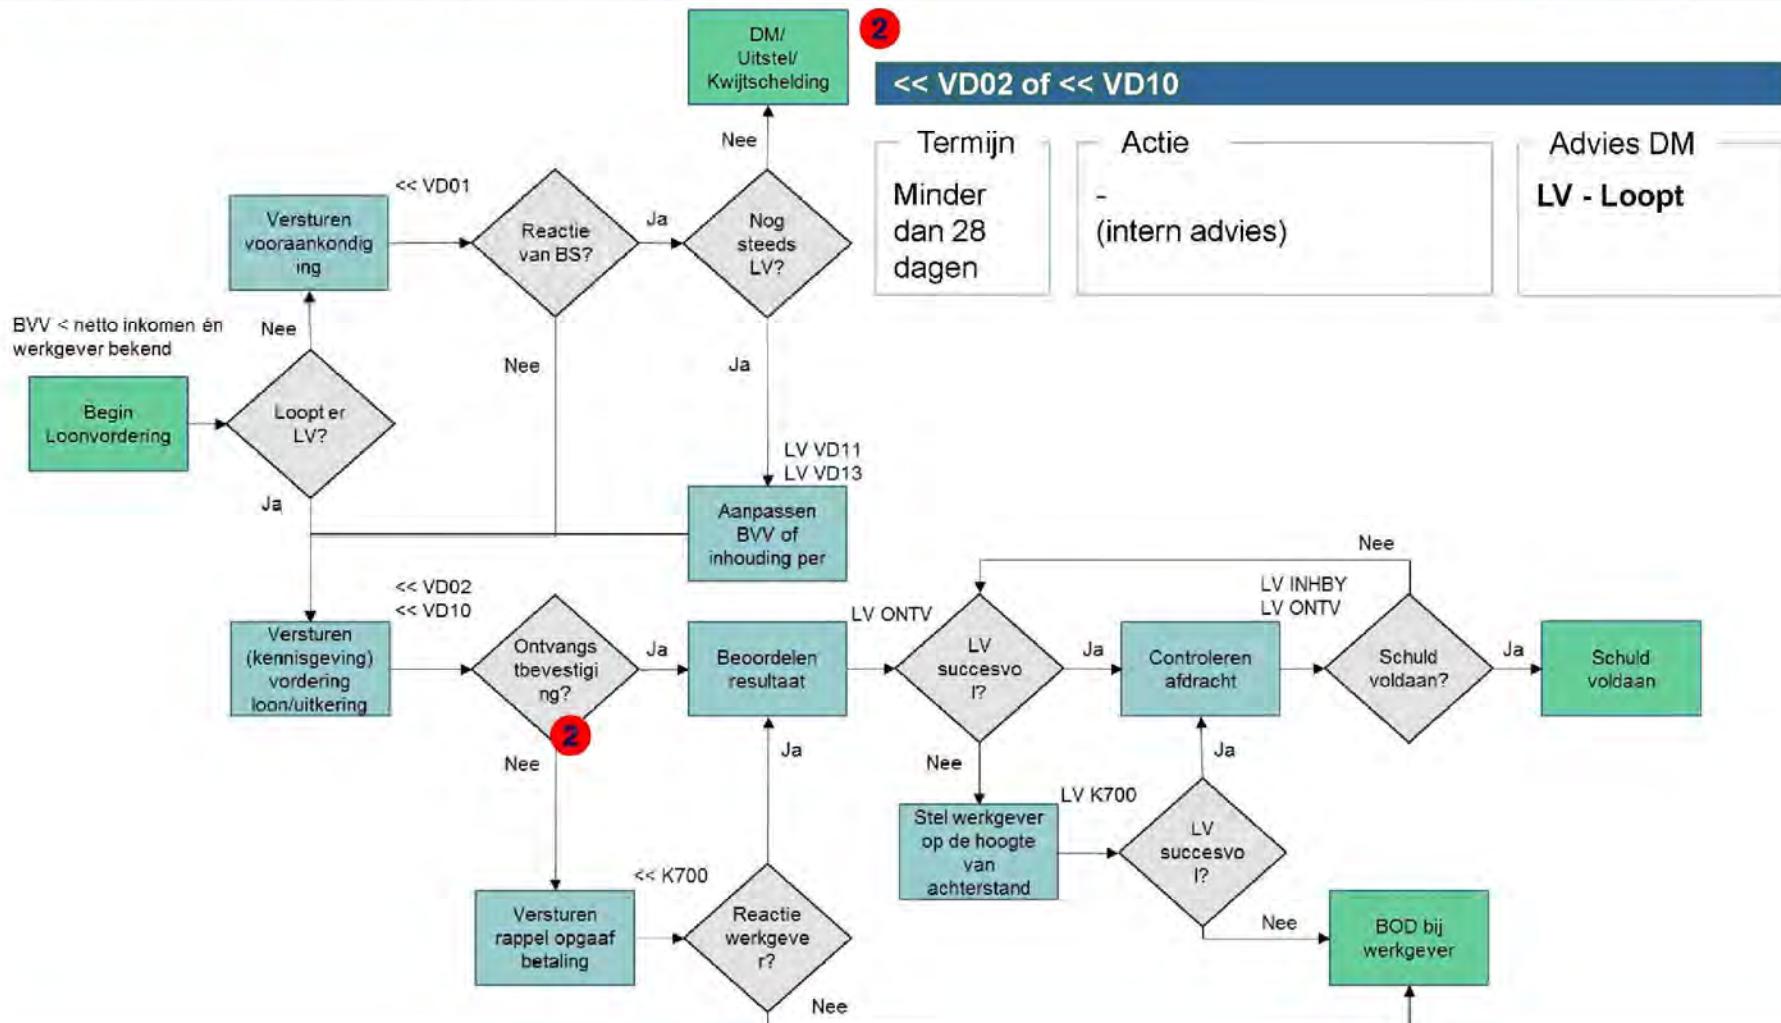 DM/
Uitstel/
Kwijtschelding
2
<< VD02 of << VD10
Termijn
Minder
dan 28
dagen
Actie
-
(intern advies)
Advies DM
LV - Loopt
Nee
<< VD01
Versturen
vooraankondig
ing
Reactie
van BS?
Ja
Nog
steeds
LV?
BVV < netto inkomen én
werkgever bekend
Nee
Nee
Ja
Begin
Loonvordering
Loopt er
LV?
Ja
LV VD11
LV VD13
Aanpassen
BVV of
inhouding per
Nee
<< VD02
<< VD10
LV ONTV
LV INHBY
LV ONTV
Versturen
(kennisgeving)
vordering
loon/uitkering
Ontvangs
tbevestigi
ng?
Ja
Beoordelen
resultaat
LV
succesvo
l?
Ja
Controleren
afdracht
Schuld
voldaan?
Ja
Schuld
voldaan
2
Nee
Ja
Nee
Ja
LV K700
Stel werkgever
op de hoogte
van
achterstand
LV
succesvo
l?
<< K700
Versturen
rappel opgaaf
betaling
Reactie
werkgeve
r?
Nee
BOD bij
werkgever
Nee